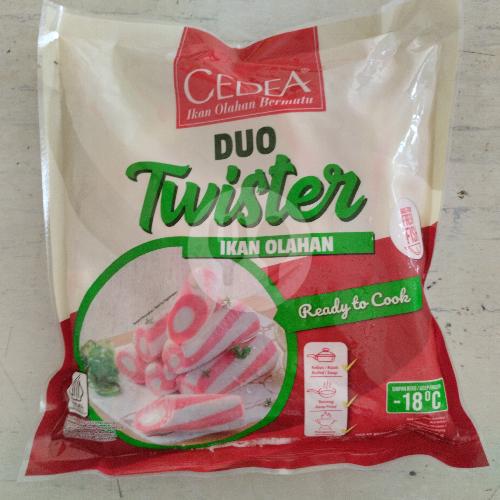 CEDEA
Ikan Olahan Bermutu
DUO
Twister
IKAN OLAHAN
Ready to Cook
-18°C